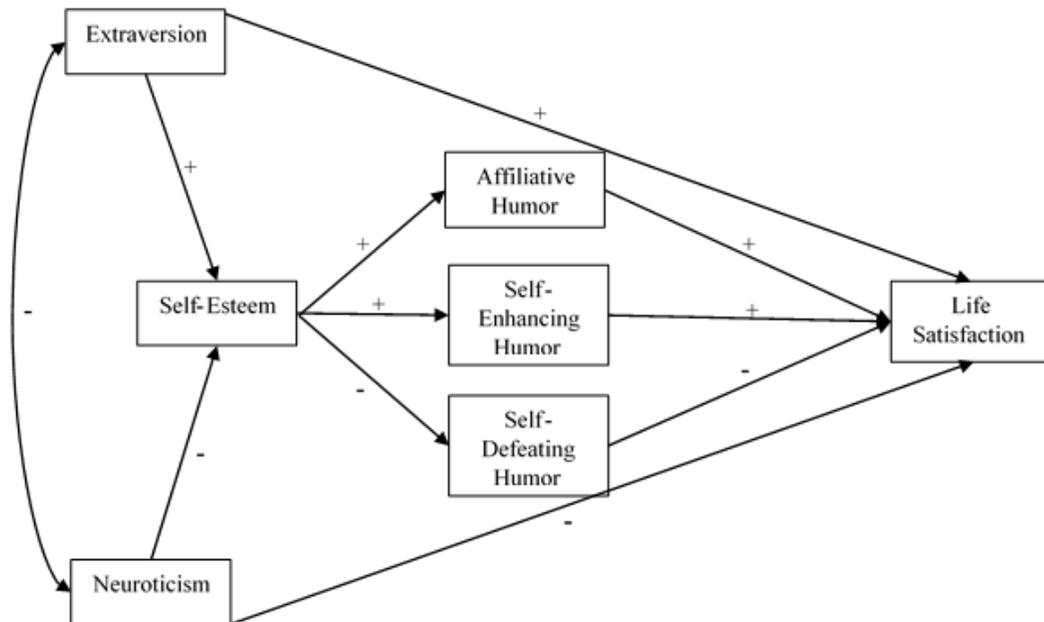 Extraversion
+
+
Affiliative
Humor
+
+
Self-Esteem
+
Self-
Enhancing
Humor
+
Life
Satisfaction
-
-
-
Self-
Defeating
Humor
-
-
Neuroticism